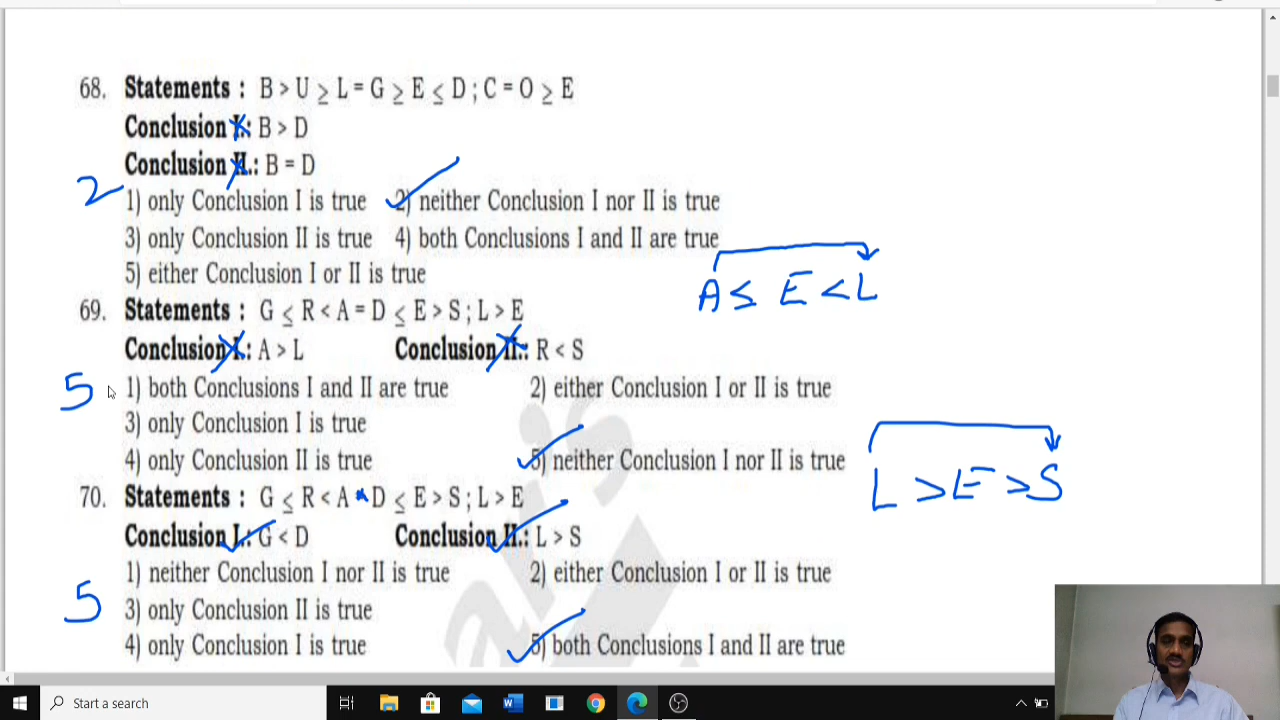 68. Statements : B > U ≥ L = G ≥ E ≤ D ; C = O ≥ E
Conclusion I.: B > D
Conclusion II.: B = D
2
1) only Conclusion I is true 2) neither Conclusion I nor II is true
3) only Conclusion II is true 4) both Conclusions I and II are true
5) either Conclusion I or II is true
A ≤ E < L
69. Statements : G ≤ R < A = D ≤ E > S ; L > E
Conclusion I.: A > L Conclusion II.: R < S
5
1) both Conclusions I and II are true 2) either Conclusion I or II is true
3) only Conclusion I is true
4) only Conclusion II is true 5) neither Conclusion I nor II is true
L > E > S
70. Statements : G ≤ R < A = D ≤ E > S ; L > E
Conclusion I.: G < D Conclusion II.: L > S
1) neither Conclusion I nor II is true 2) either Conclusion I or II is true
5
3) only Conclusion II is true
4) only Conclusion I is true 5) both Conclusions I and II are true
Start a search